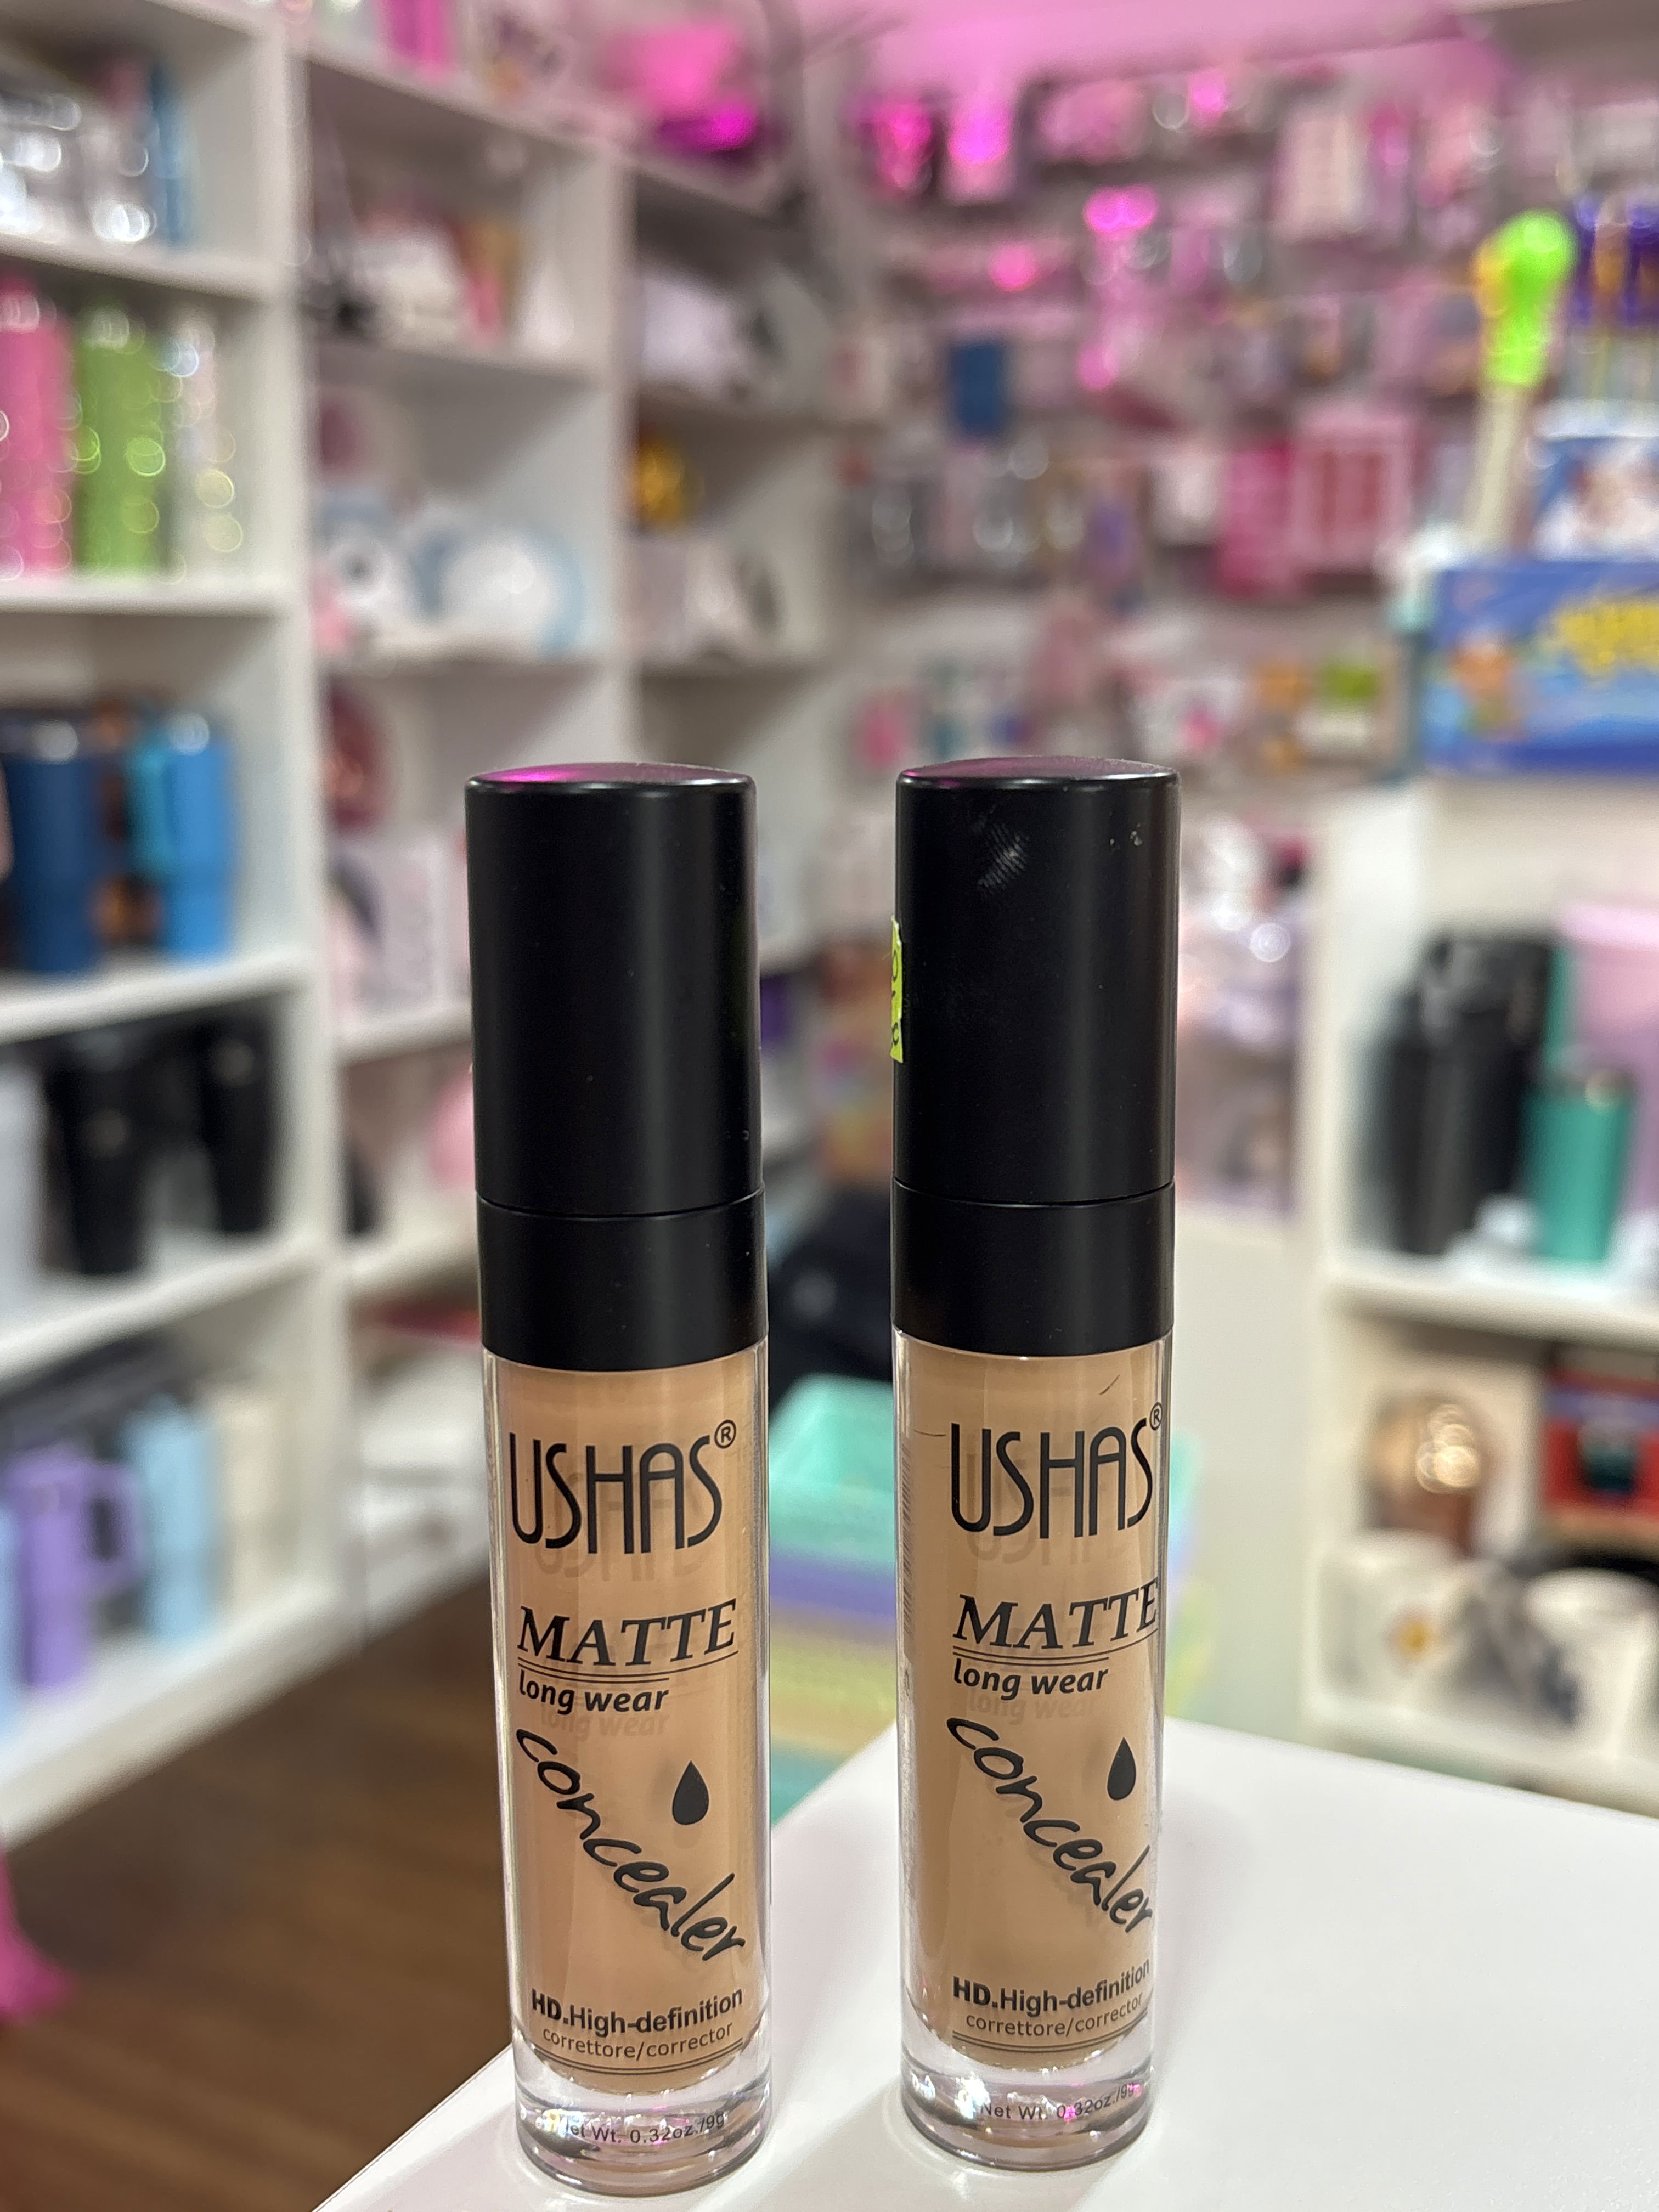 USHAS®
MATTE
long wear
concealer
HD.High-definition
correttore/corrector
Net Wt. 0.32oz./9g
USHAS®
MATTE
long wear
concealer
HD.High-definition
correttore/corrector
Net Wt. 0.32oz./9g